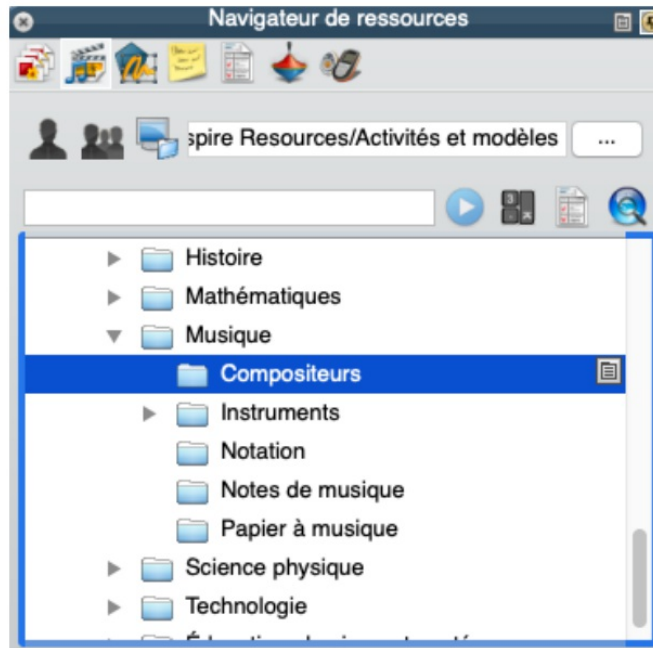 Navigateur de ressources
spire Resources/Activités et modèles ...
Histoire
Mathématiques
Musique
Compositeurs
Instruments
Notation
Notes de musique
Papier à musique
Science physique
Technologie